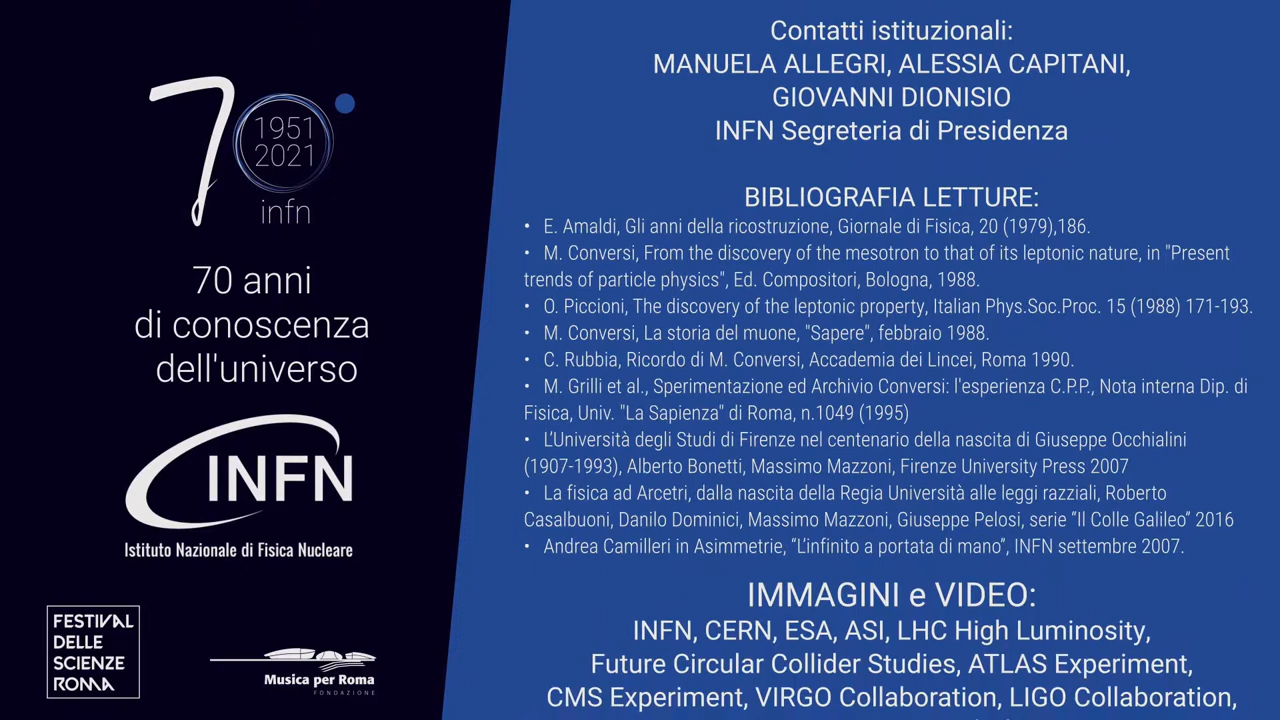 70°
1951
2021
infn
70 anni
di conoscenza
dell'universo
INFN
Istituto Nazionale di Fisica Nucleare
FESTIVAL
DELLE
SCIENZE
ROMA
Musica per Roma
FONDAZIONE
Contatti istituzionali:
MANUELA ALLEGRI, ALESSIA CAPITANI,
GIOVANNI DIONISIO
INFN Segreteria di Presidenza
BIBLIOGRAFIA LETTURE:
• E. Amaldi, Gli anni della ricostruzione, Giornale di Fisica, 20 (1979),186.
• M. Conversi, From the discovery of the mesotron to that of its leptonic nature, in "Present
trends of particle physics", Ed. Compositori, Bologna, 1988.
• O. Piccioni, The discovery of the leptonic property, Italian Phys.Soc.Proc. 15 (1988) 171-193.
• M. Conversi, La storia del muone, "Sapere", febbraio 1988.
• C. Rubbia, Ricordo di M. Conversi, Accademia dei Lincei, Roma 1990.
• M. Grilli et al., Sperimentazione ed Archivio Conversi: l'esperienza C.P.P., Nota interna Dip. di
Fisica, Univ. "La Sapienza" di Roma, n.1049 (1995)
• L’Università degli Studi di Firenze nel centenario della nascita di Giuseppe Occhialini
(1907-1993), Alberto Bonetti, Massimo Mazzoni, Firenze University Press 2007
• La fisica ad Arcetri, dalla nascita della Regia Università alle leggi razziali, Roberto
Casalbuoni, Danilo Dominici, Massimo Mazzoni, Giuseppe Pelosi, serie “Il Colle Galileo“ 2016
• Andrea Camilleri in Asimmetrie, “L’infinito a portata di mano”, INFN settembre 2007.
IMMAGINI e VIDEO:
INFN, CERN, ESA, ASI, LHC High Luminosity,
Future Circular Collider Studies, ATLAS Experiment,
CMS Experiment, VIRGO Collaboration, LIGO Collaboration,